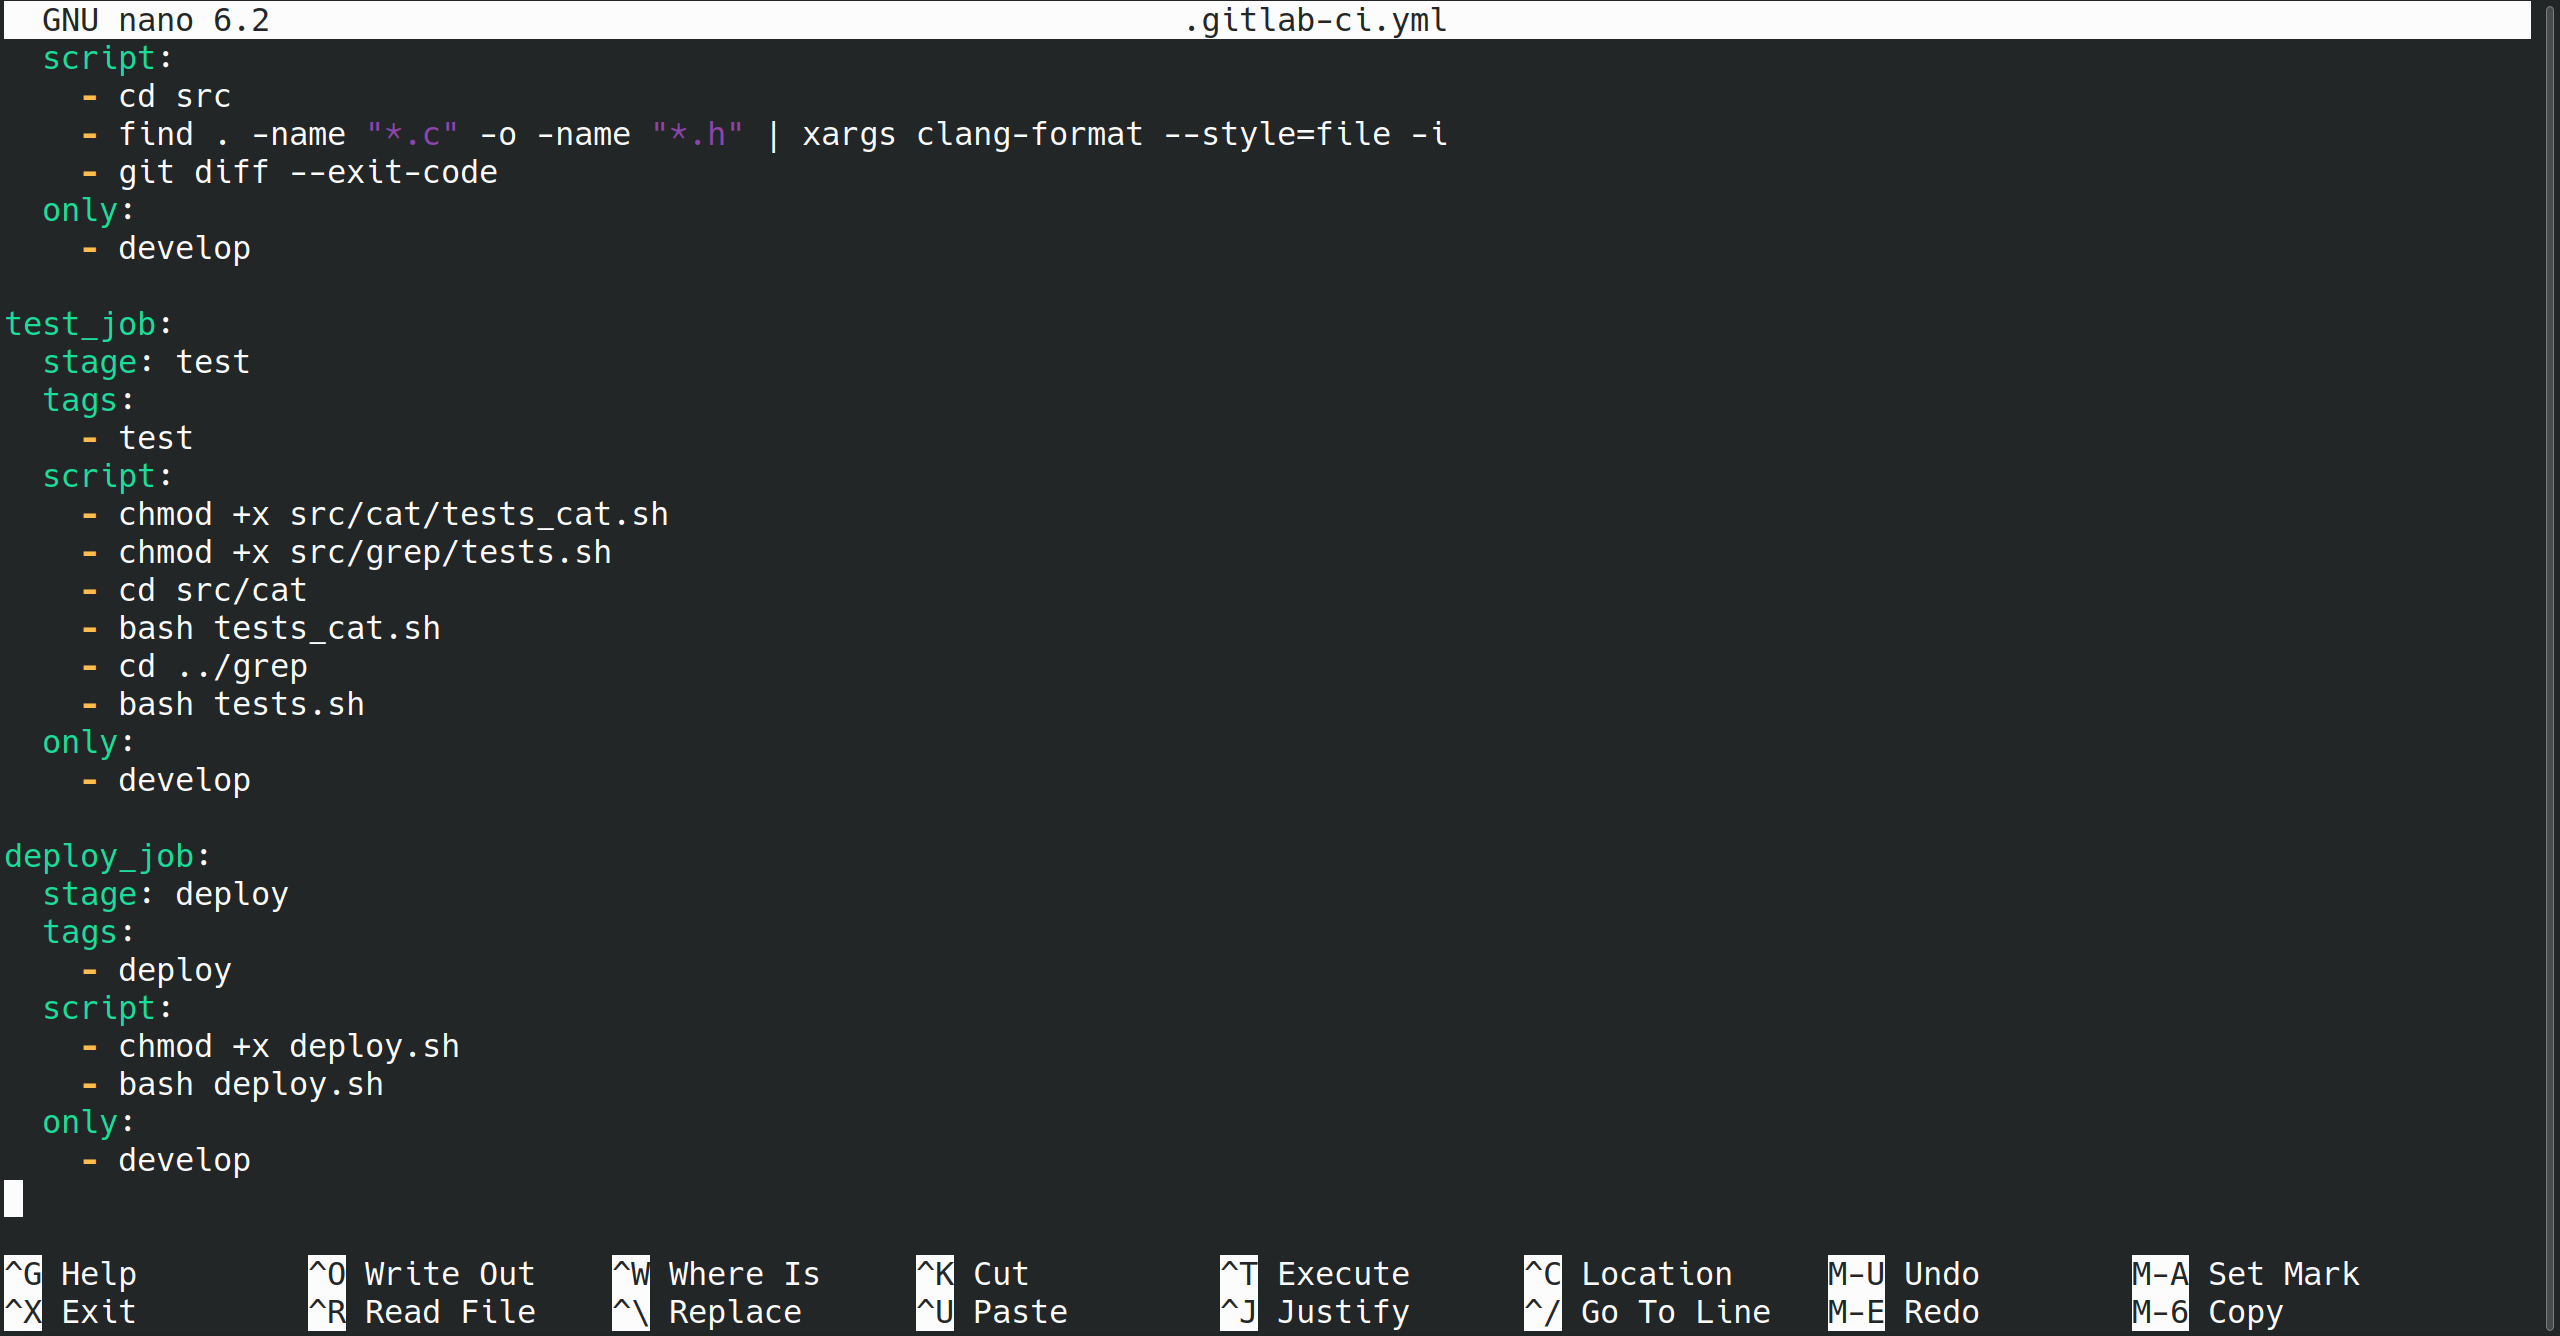 GNU nano 6.2 .gitlab-ci.yml
script:
- cd src
- find . -name "*.c" -o -name "*.h" | xargs clang-format --style=file -i
- git diff --exit-code
only:
- develop
test_job:
stage: test
tags:
- test
script:
- chmod +x src/cat/tests_cat.sh
- chmod +x src/grep/tests.sh
- cd src/cat
- bash tests_cat.sh
- cd ../grep
- bash tests.sh
only:
- develop
deploy_job:
stage: deploy
tags:
- deploy
script:
- chmod +x deploy.sh
- bash deploy.sh
only:
- develop
^G Help ^O Write Out ^W Where Is ^K Cut ^T Execute ^C Location M-U Undo M-A Set Mark
^X Exit ^R Read File ^\ Replace ^U Paste ^J Justify ^/ Go To Line M-E Redo M-6 Copy